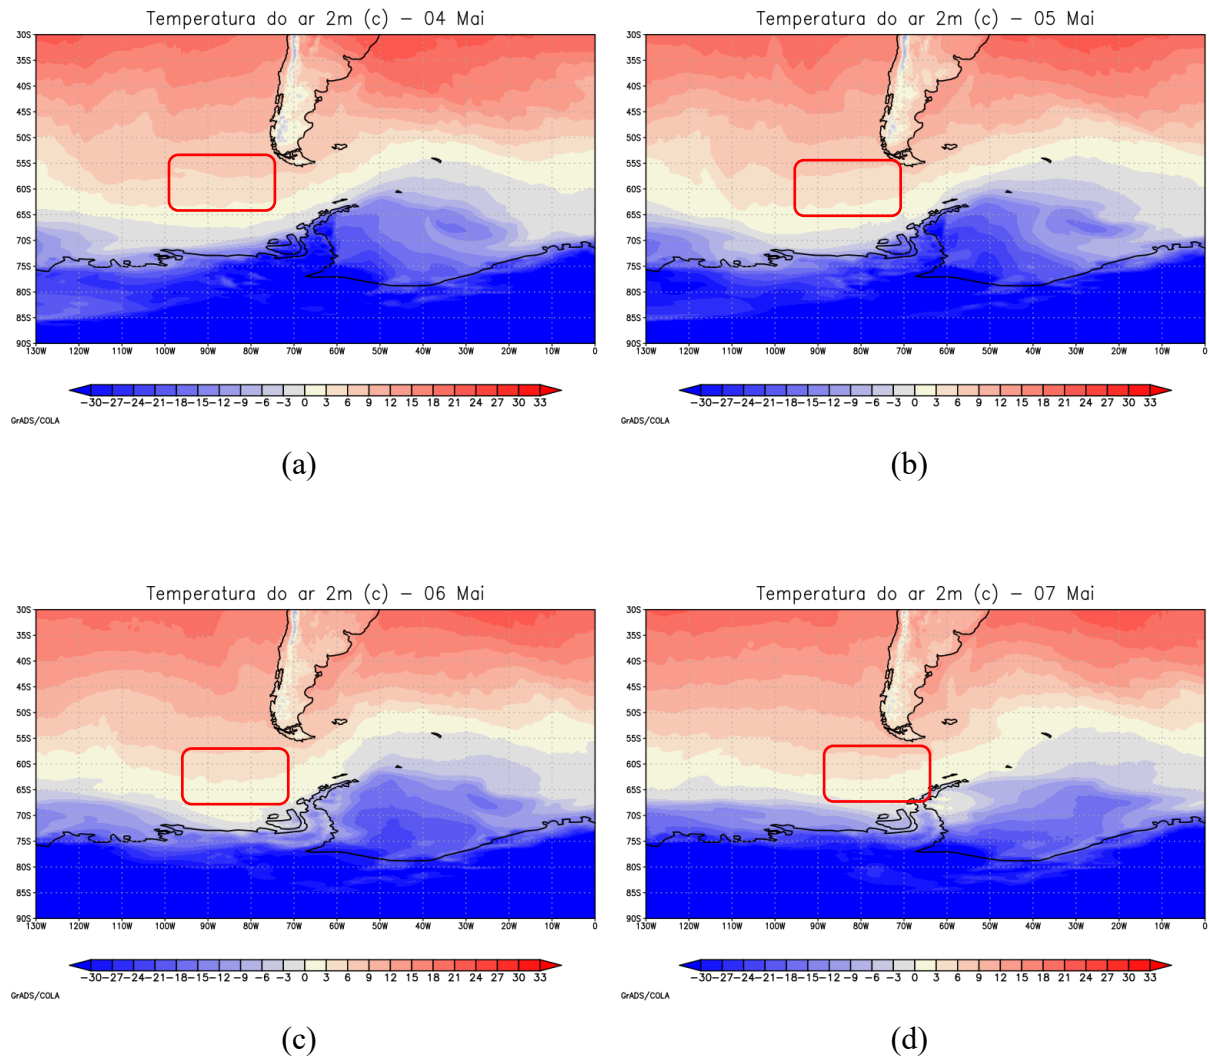 Temperatura do ar 2m (c) – 04 Mai
30S
35S
40S
45S
50S
55S
60S
65S
70S
75S
80S
85S
90S
130W 120W 110W 100W 90W 80W 70W 60W 50W 40W 30W 20W 10W 0
-30 -27 -24 -21 -18 -15 -12 -9 -6 -3 0 3 6 9 12 15 18 21 24 27 30 33
GrADS/COLA
(a)
Temperatura do ar 2m (c) – 05 Mai
30S
35S
40S
45S
50S
55S
60S
65S
70S
75S
80S
85S
90S
130W 120W 110W 100W 90W 80W 70W 60W 50W 40W 30W 20W 10W 0
-30 -27 -24 -21 -18 -15 -12 -9 -6 -3 0 3 6 9 12 15 18 21 24 27 30 33
GrADS/COLA
(b)
Temperatura do ar 2m (c) – 06 Mai
30S
35S
40S
45S
50S
55S
60S
65S
70S
75S
80S
85S
90S
130W 120W 110W 100W 90W 80W 70W 60W 50W 40W 30W 20W 10W 0
-30 -27 -24 -21 -18 -15 -12 -9 -6 -3 0 3 6 9 12 15 18 21 24 27 30 33
GrADS/COLA
(c)
Temperatura do ar 2m (c) – 07 Mai
30S
35S
40S
45S
50S
55S
60S
65S
70S
75S
80S
85S
90S
130W 120W 110W 100W 90W 80W 70W 60W 50W 40W 30W 20W 10W 0
-30 -27 -24 -21 -18 -15 -12 -9 -6 -3 0 3 6 9 12 15 18 21 24 27 30 33
GrADS/COLA
(d)